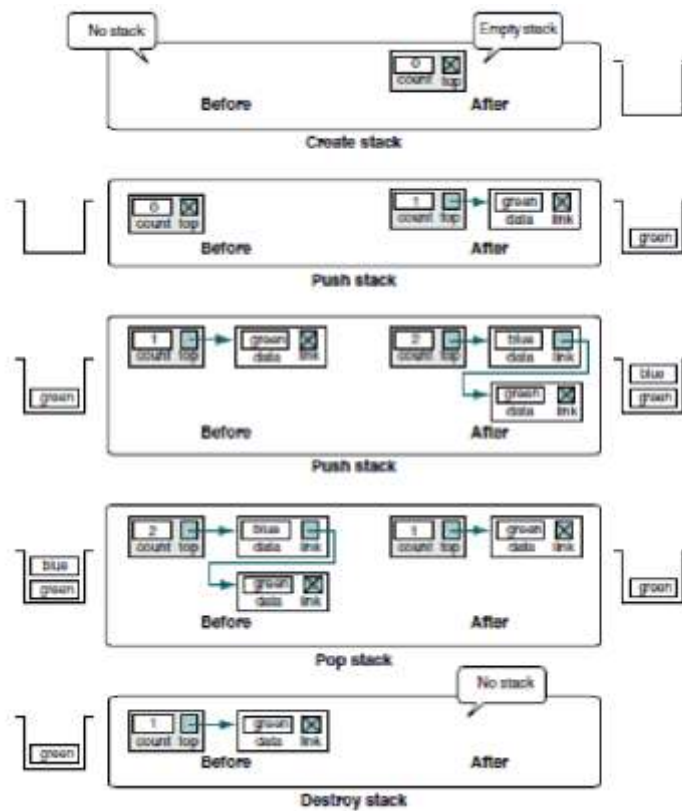 No stack
Empty stack
0
count top
Before After
Create stack
0
count top
1 green
count top data link
Before After
green
Push stack
1 green
count top data link
2 blue
count top data link
green
data link
green
blue
green
Before After
Push stack
2 blue
count top data link
green
data link
1 green
count top data link
blue
green
green
Before After
Pop stack
No stack
1 green
count top data link
green
Before After
Destroy stack